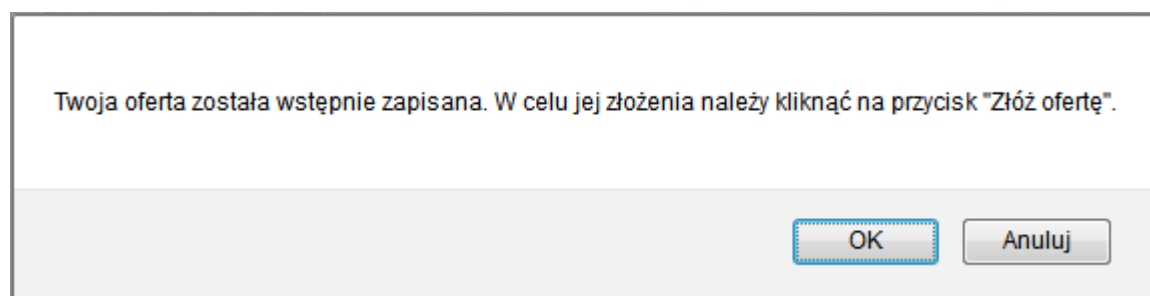 Twoja oferta została wstępnie zapisana. W celu jej złożenia należy kliknąć na przycisk "Złóż ofertę".
OK Anuluj